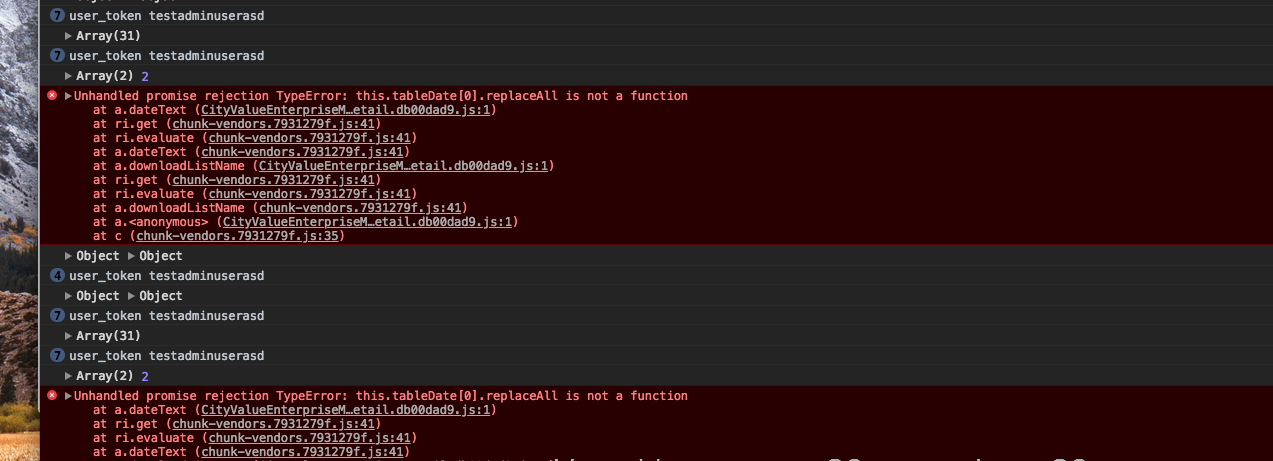 7 user_token testadminuserasd
▶ Array(31)
7 user_token testadminuserasd
▶ Array(2) 2
▶ Unhandled promise rejection TypeError: this.tableDate[0].replaceAll is not a function
at a.dateText (CityValueEnterpriseM…etail.db00dad9.js:1)
at ri.get (chunk-vendors.7931279f.js:41)
at ri.evaluate (chunk-vendors.7931279f.js:41)
at a.dateText (chunk-vendors.7931279f.js:41)
at a.downloadListName (CityValueEnterpriseM…etail.db00dad9.js:1)
at ri.get (chunk-vendors.7931279f.js:41)
at ri.evaluate (chunk-vendors.7931279f.js:41)
at a.downloadListName (chunk-vendors.7931279f.js:41)
at a.<anonymous> (CityValueEnterpriseM…etail.db00dad9.js:1)
at c (chunk-vendors.7931279f.js:35)
▶ Object ▶ Object
4 user_token testadminuserasd
▶ Object ▶ Object
7 user_token testadminuserasd
▶ Array(31)
7 user_token testadminuserasd
▶ Array(2) 2
▶ Unhandled promise rejection TypeError: this.tableDate[0].replaceAll is not a function
at a.dateText (CityValueEnterpriseM…etail.db00dad9.js:1)
at ri.get (chunk-vendors.7931279f.js:41)
at ri.evaluate (chunk-vendors.7931279f.js:41)
at a.dateText (chunk-vendors.7931279f.js:41)